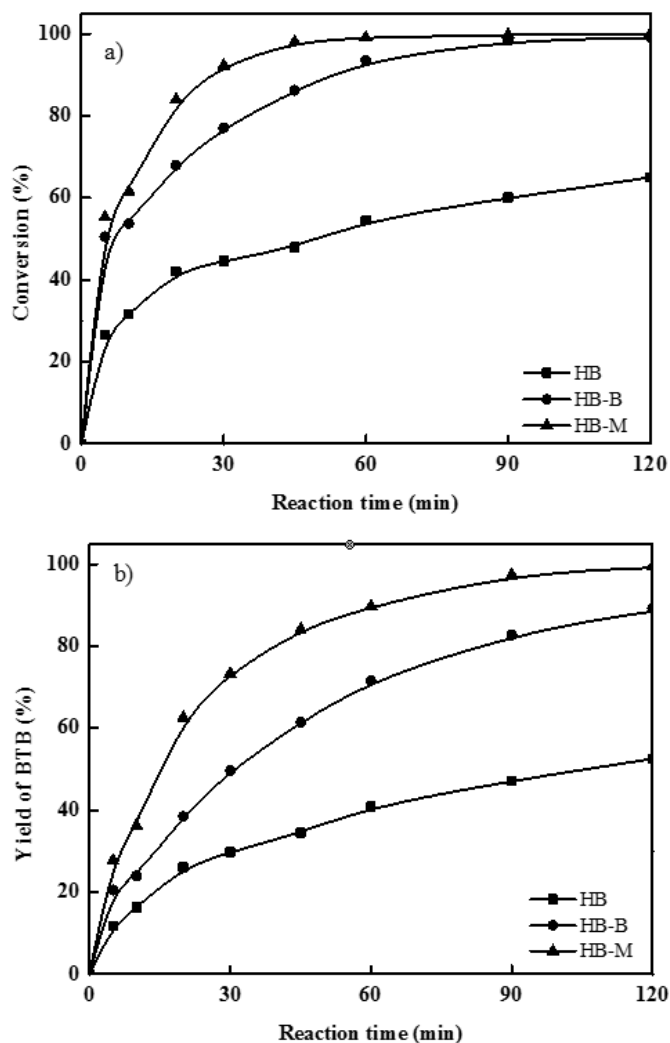 a)
100
80
60
40
20
0
Conversion (%)
HB
HB-B
HB-M
0 30 60 90 120
Reaction time (min)
b)
100
80
60
40
20
0
Yield of BTB (%)
HB
HB-B
HB-M
0 30 60 90 120
Reaction time (min)